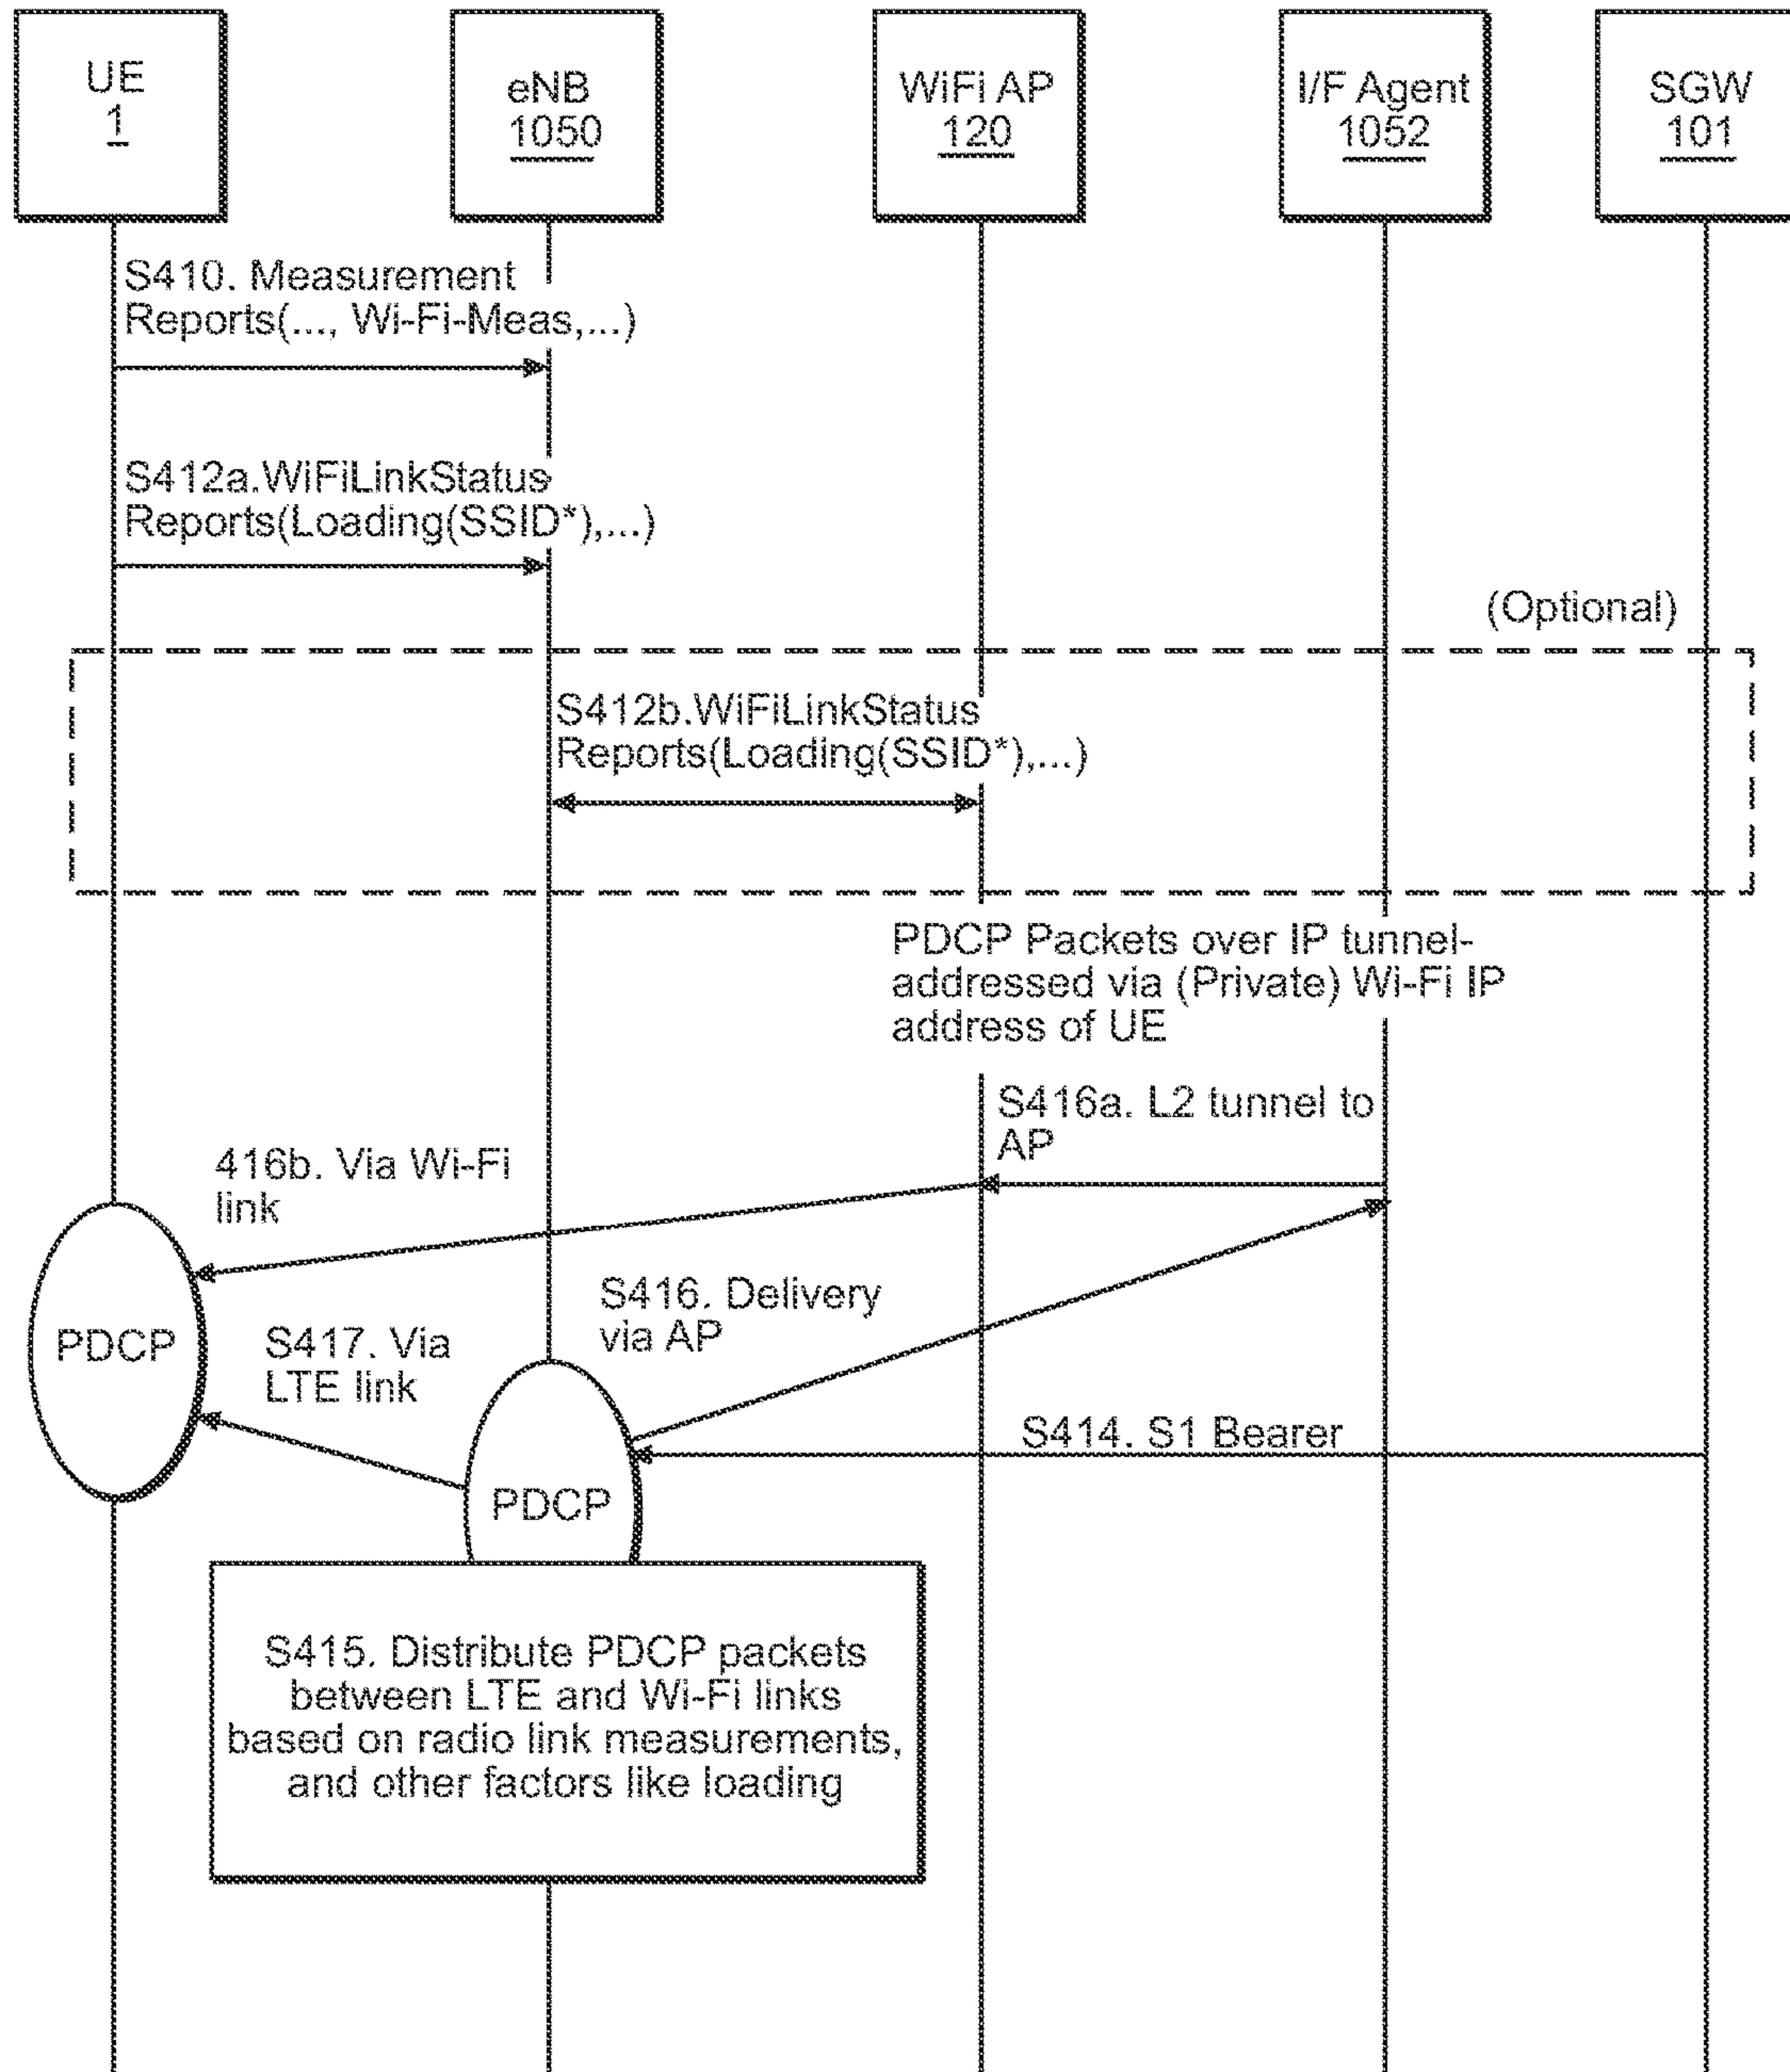 UE
1
eNB
1050
WiFi AP
120
I/F Agent
1052
SGW
101
S410. Measurement
Reports(..., Wi-Fi-Meas,...)
S412a.WiFiLinkStatus
Reports(Loading(SSID*),...)
(Optional)
S412b.WiFiLinkStatus
Reports(Loading(SSID*),...)
PDCP Packets over IP tunnel-
addressed via (Private) Wi-Fi IP
address of UE
S416a. L2 tunnel to
AP
416b. Via Wi-Fi
link
S416. Delivery
via AP
PDCP
S417. Via
LTE link
S414. S1 Bearer
PDCP
S415. Distribute PDCP packets
between LTE and Wi-Fi links
based on radio link measurements,
and other factors like loading